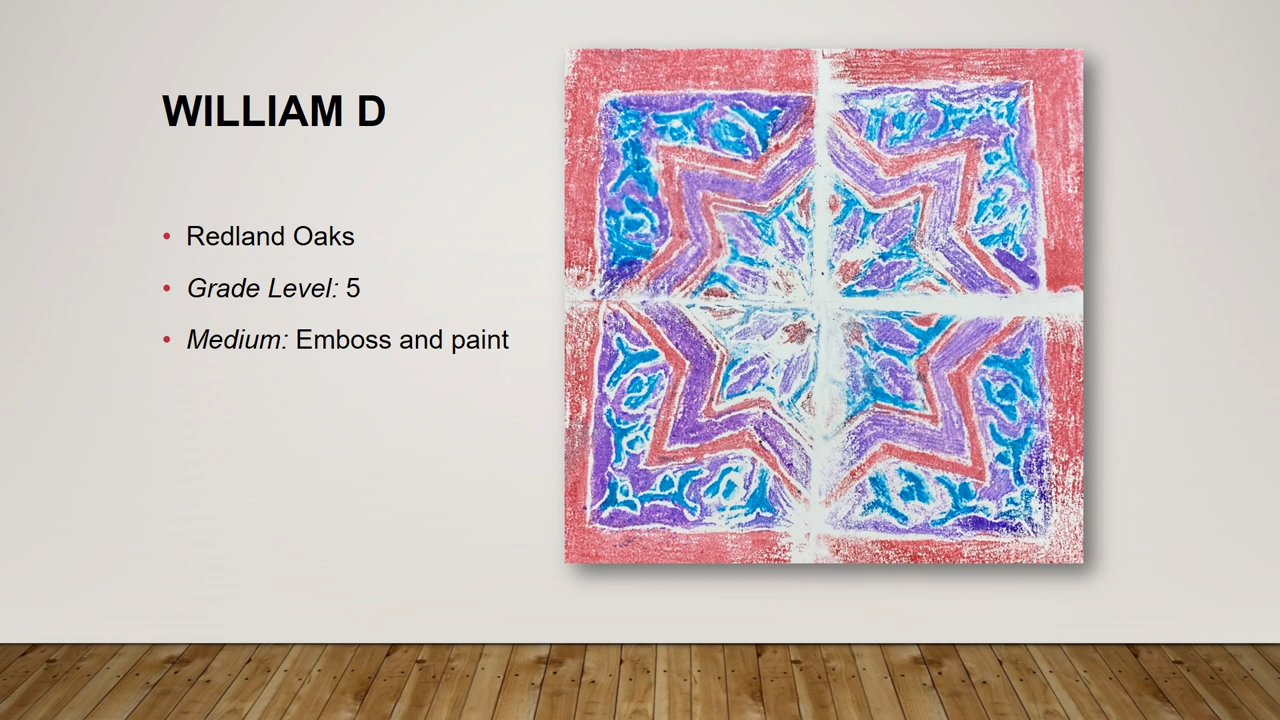 WILLIAM D
• Redland Oaks
• Grade Level: 5
• Medium: Emboss and paint